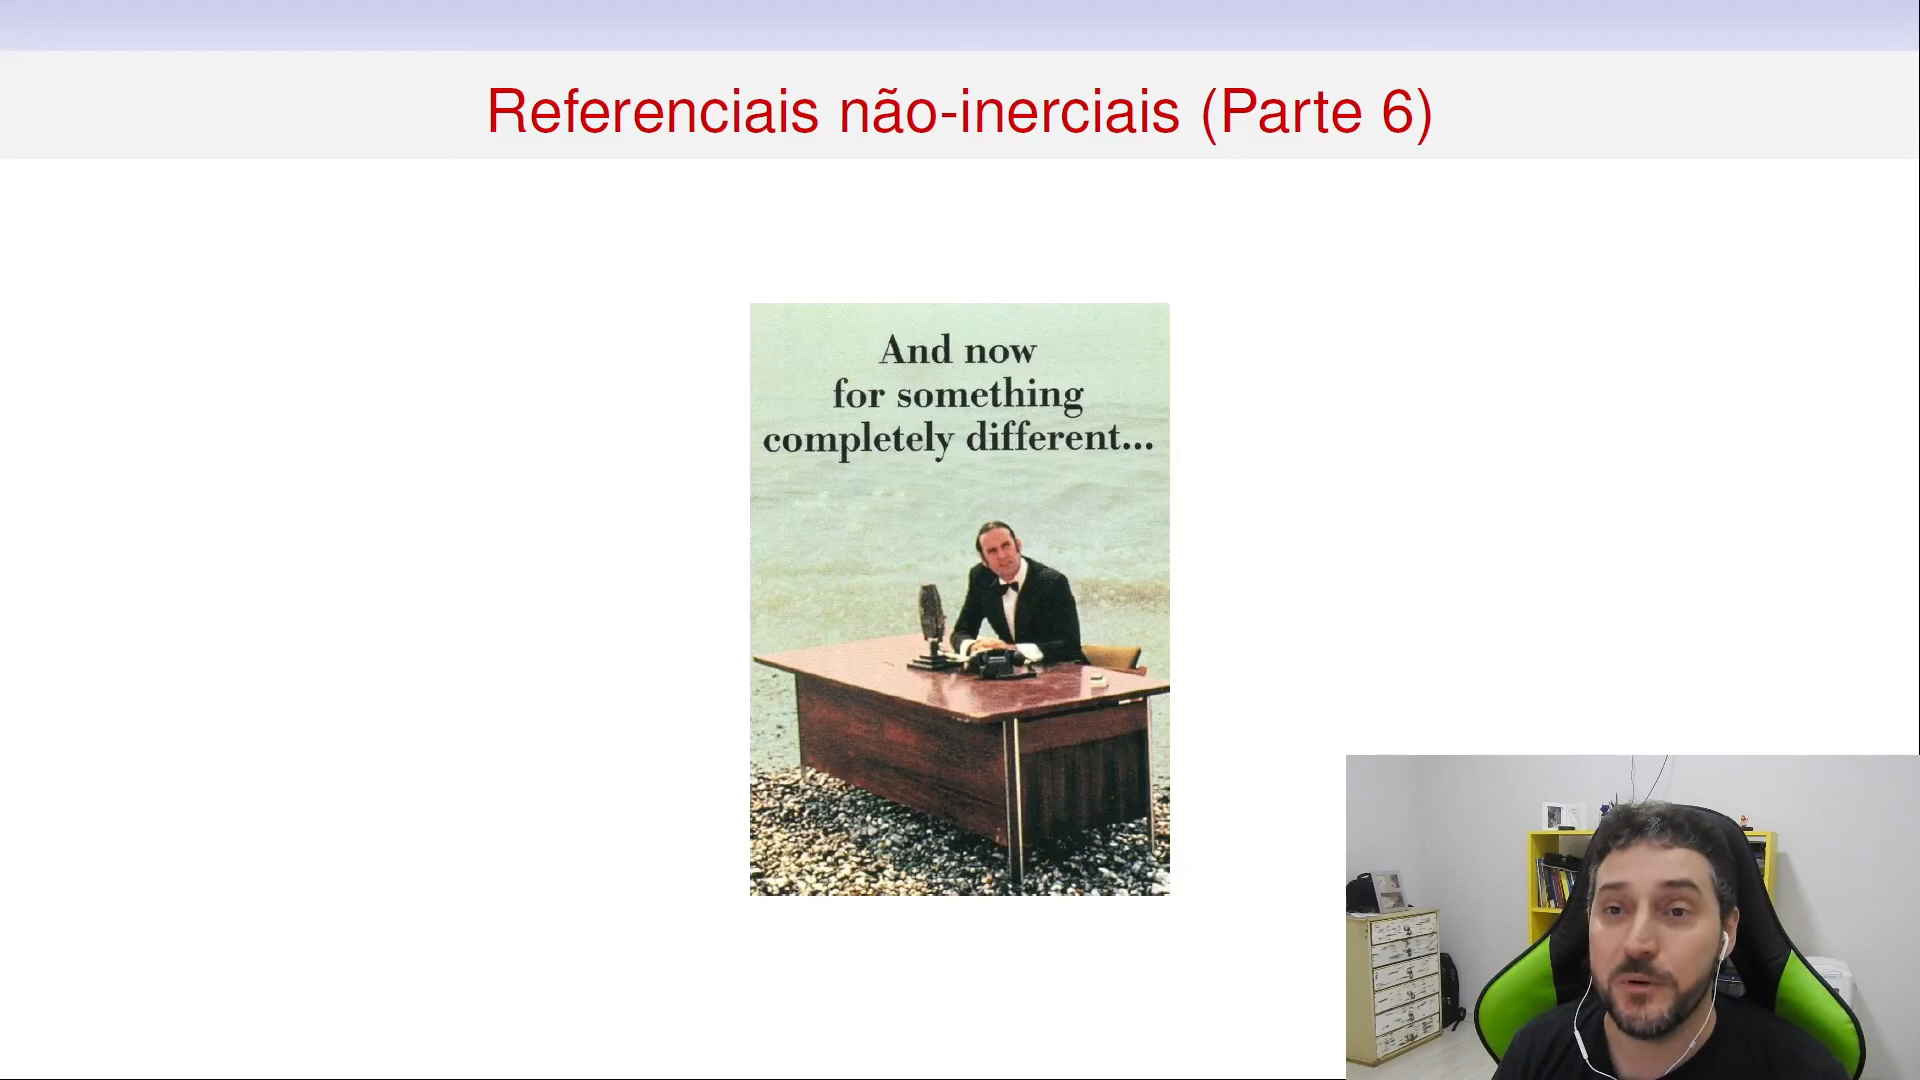 Referenciais não-inerciais (Parte 6)
And now
for something
completely different...